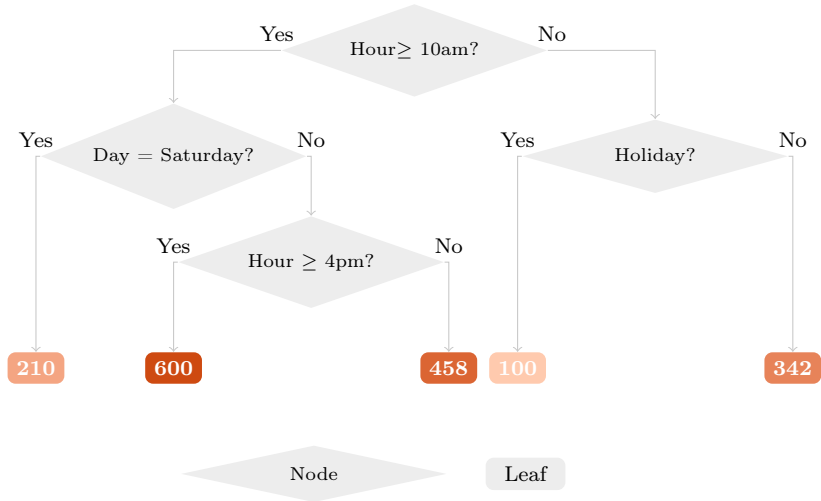 Yes
Hour≥ 10am?
No
Yes
Day = Saturday?
No
Yes
Holiday?
No
Yes
Hour ≥ 4pm?
No
210
600
458
100
342
Node
Leaf